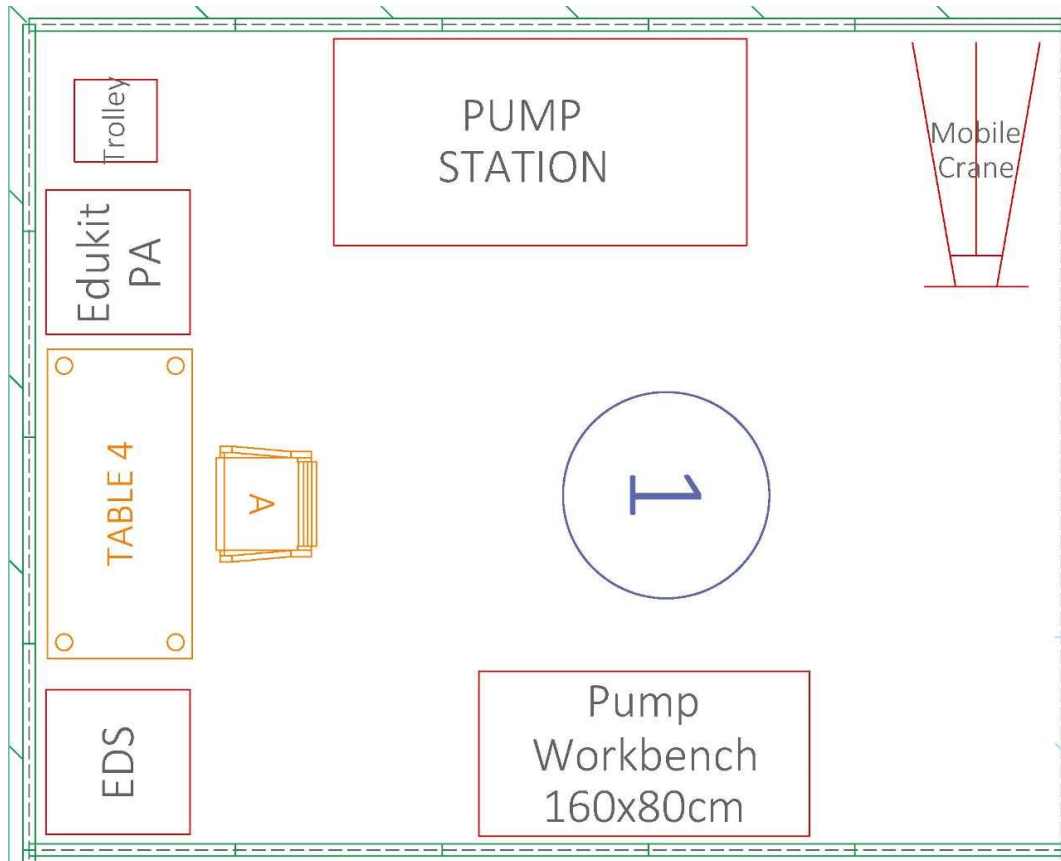 Trolley
PUMP
STATION
Mobile
Crane
Edukit
PA
TABLE 4
A
1
EDS
Pump
Workbench
160x80cm